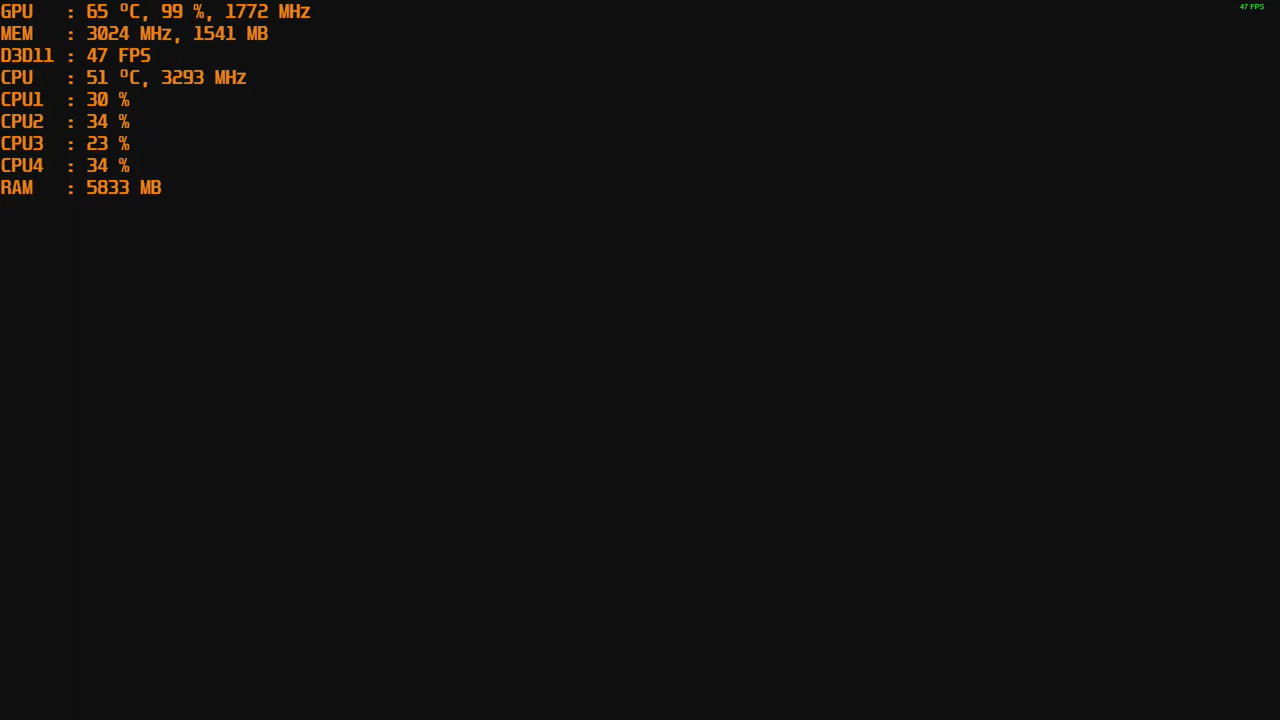 GPU : 65 °C, 99 %, 1772 MHz
MEM : 3024 MHz, 1541 MB
D3D11 : 47 FPS
CPU : 51 °C, 3293 MHz
CPU1 : 30 %
CPU2 : 34 %
CPU3 : 23 %
CPU4 : 34 %
RAM : 5833 MB
47 FPS